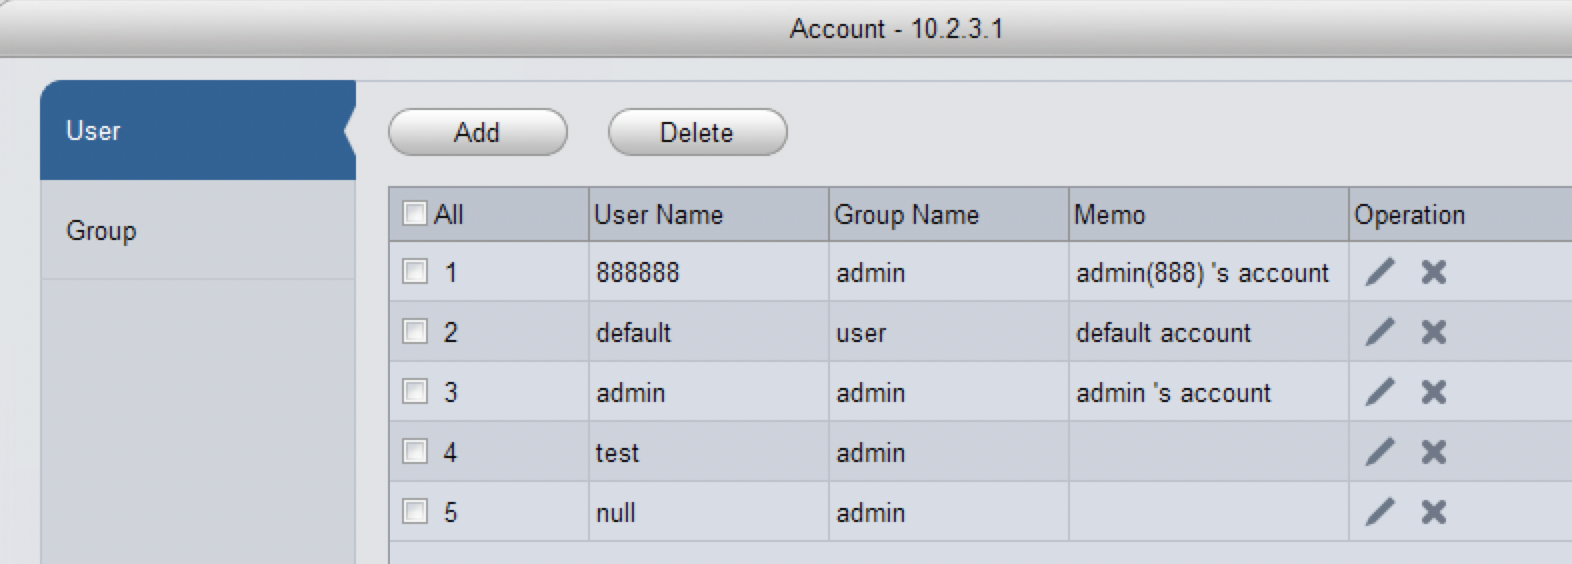 Account - 10.2.3.1
User
Group
Add Delete
All User Name Group Name Memo Operation
1 888888 admin admin(888) 's account
2 default user default account
3 admin admin admin 's account
4 test admin
5 null admin